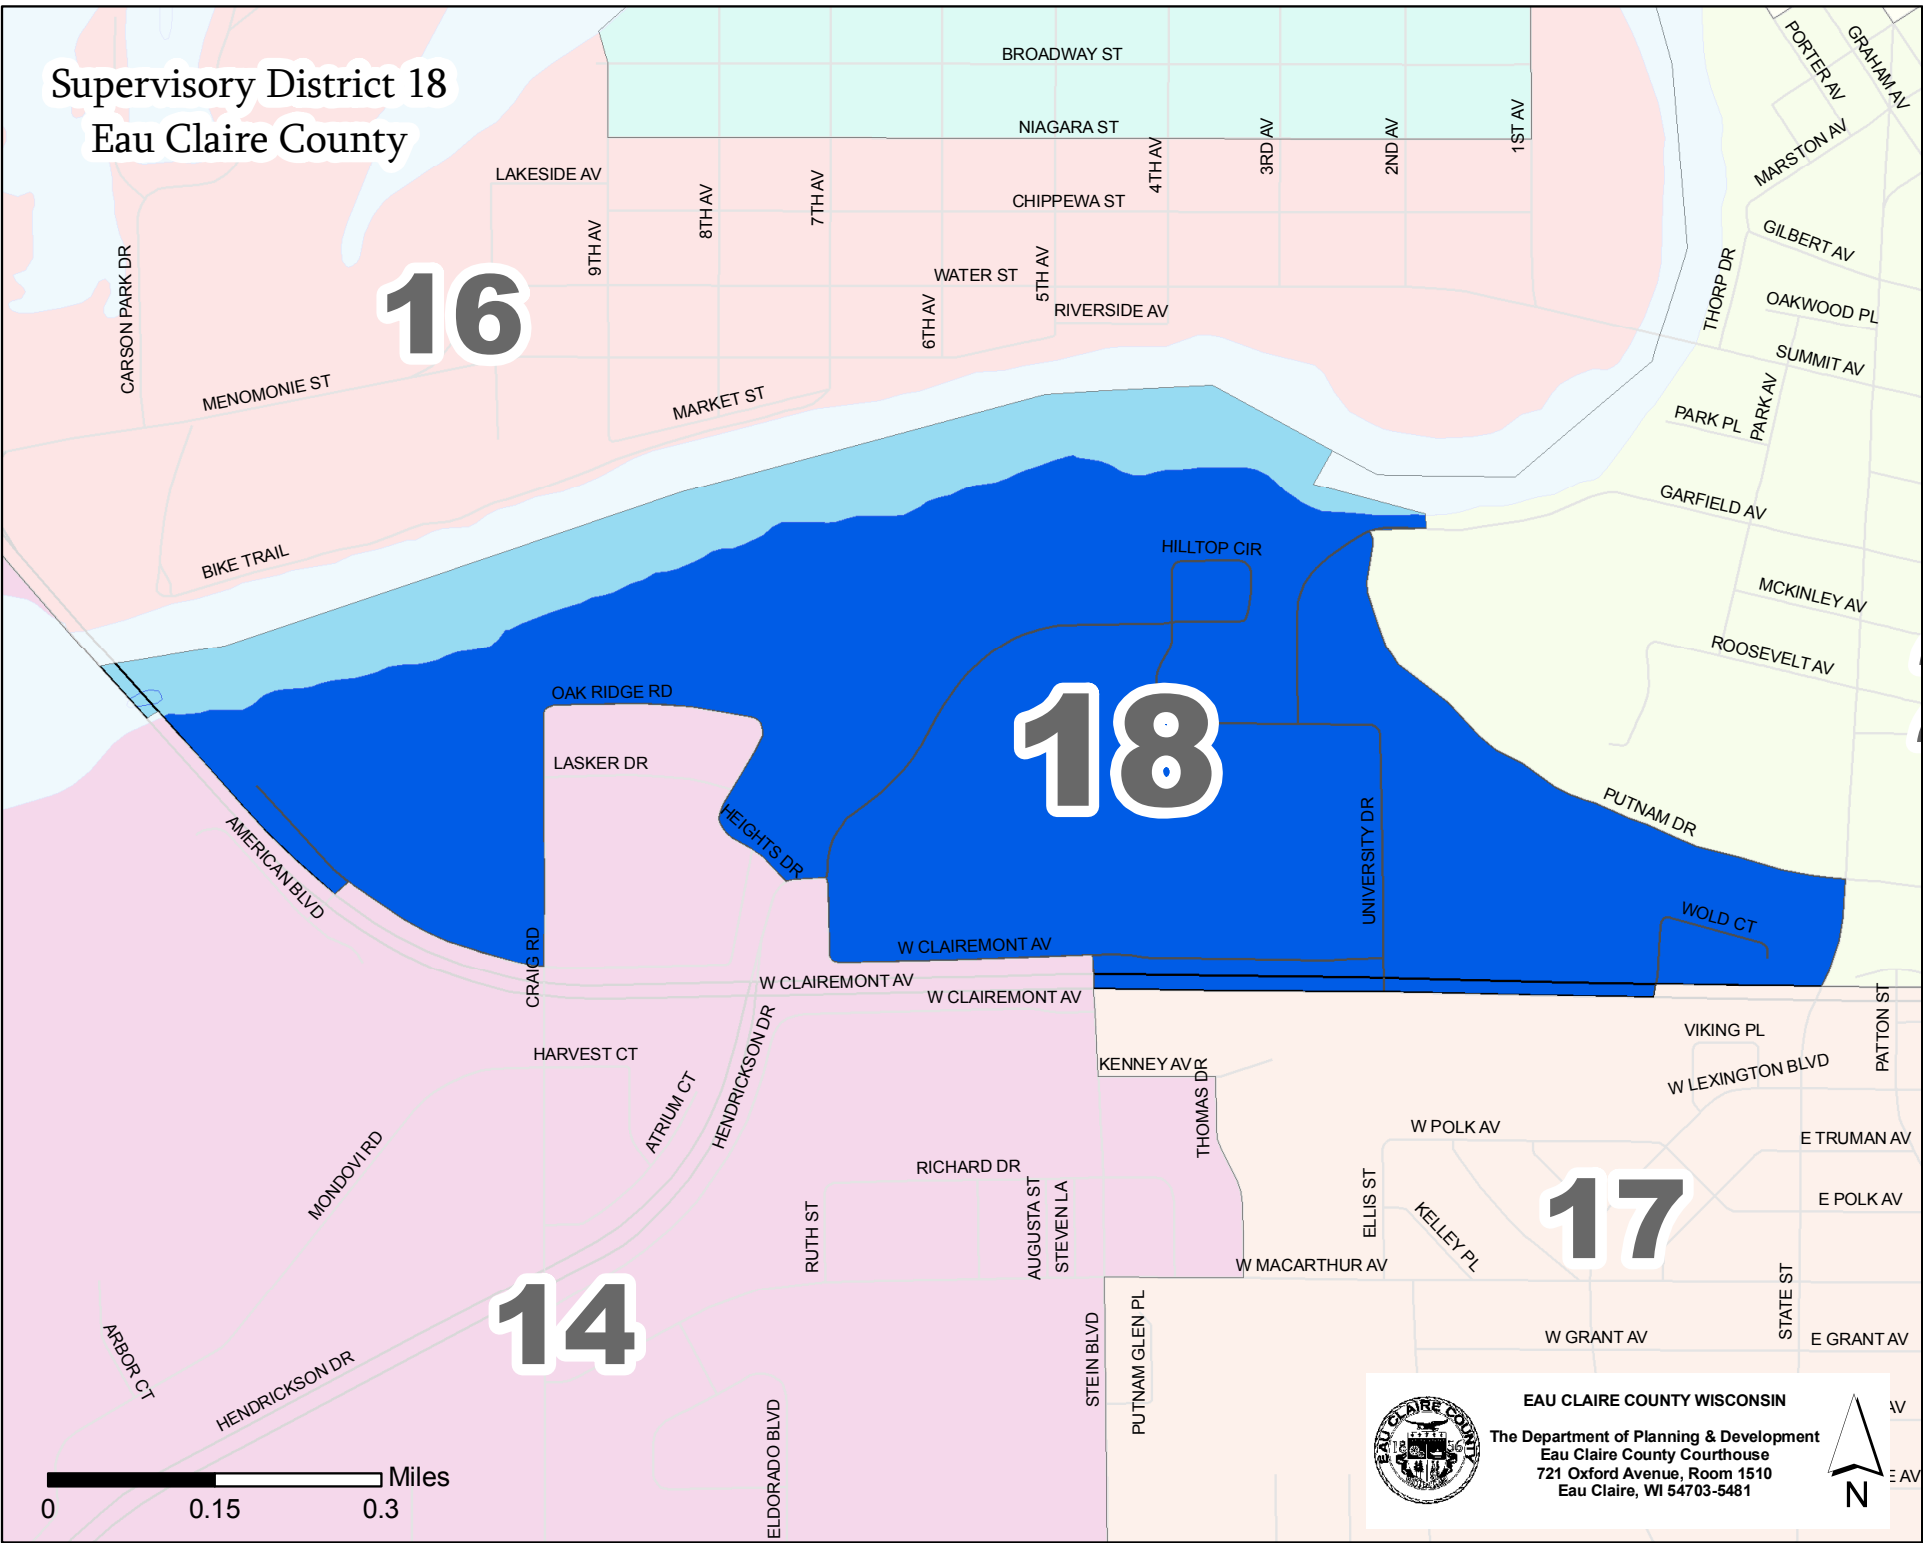 Supervisory District 18
Eau Claire County
BROADWAY ST
NIAGARA ST
LAKESIDE AV
CHIPPEWA ST
WATER ST
RIVERSIDE AV
9TH AV
8TH AV
7TH AV
6TH AV
5TH AV
4TH AV
3RD AV
2ND AV
1ST AV
PORTER AV
GRAHAM AV
MARSTON AV
GILBERT AV
THORP DR
OAKWOOD PL
SUMMIT AV
PARK AV
PARK PL
GARFIELD AV
MCKINLEY AV
ROOSEVELT AV
CARSON PARK DR
16
MENOMONIE ST
MARKET ST
BIKE TRAIL
HILLTOP CIR
OAK RIDGE RD
LASKER DR
HEIGHTS DR
18
UNIVERSITY DR
PUTNAM DR
WOLD CT
AMERICAN BLVD
CRAIG RD
W CLAIREMONT AV
W CLAIREMONT AV
W CLAIREMONT AV
HARVEST CT
ATRIUM CT
HENDRICKSON DR
KENNEY AV
THOMAS DR
VIKING PL
W LEXINGTON BLVD
PATTON ST
W POLK AV
E TRUMAN AV
E POLK AV
MONDOVI RD
RICHARD DR
RUTH ST
AUGUSTA ST
STEVEN LA
ELLIS ST
KELLEY PL
17
W MACARTHUR AV
14
STATE ST
W GRANT AV
E GRANT AV
ARBOR CT
HENDRICKSON DR
ELDORADO BLVD
STEIN BLVD
PUTNAM GLEN PL
AV
E AV
EAU CLAIRE COUNTY
18 56
EAU CLAIRE COUNTY WISCONSIN
The Department of Planning & Development
Eau Claire County Courthouse
721 Oxford Avenue, Room 1510
Eau Claire, WI 54703-5481
N
Miles
0 0.15 0.3